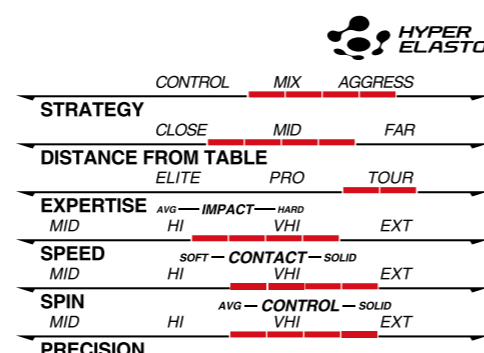 HYPER
ELASTO
CONTROL MIX AGGRESS
STRATEGY
CLOSE MID FAR
DISTANCE FROM TABLE
ELITE PRO TOUR
EXPERTISE AVG — IMPACT — HARD
MID HI VHI EXT
SPEED SOFT – CONTACT – SOLID
MID HI VHI EXT
SPIN AVG – CONTROL – SOLID
MID HI VHI EXT
PRECISION